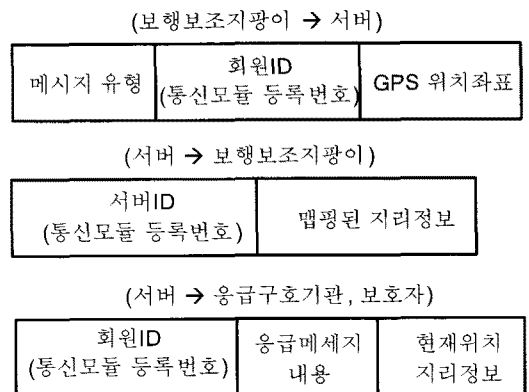 (보행보조지팡이 → 서버)
메시지 유형
회원ID
(통신모듈 등록번호)
GPS 위치좌표
(서버 → 보행보조지팡이)
서버ID
(통신모듈 등록번호)
맵핑된 지리정보
(서버 → 응급구호기관, 보호자)
회원ID
(통신모듈 등록번호)
응급메세지
내용
현재위치
지리정보